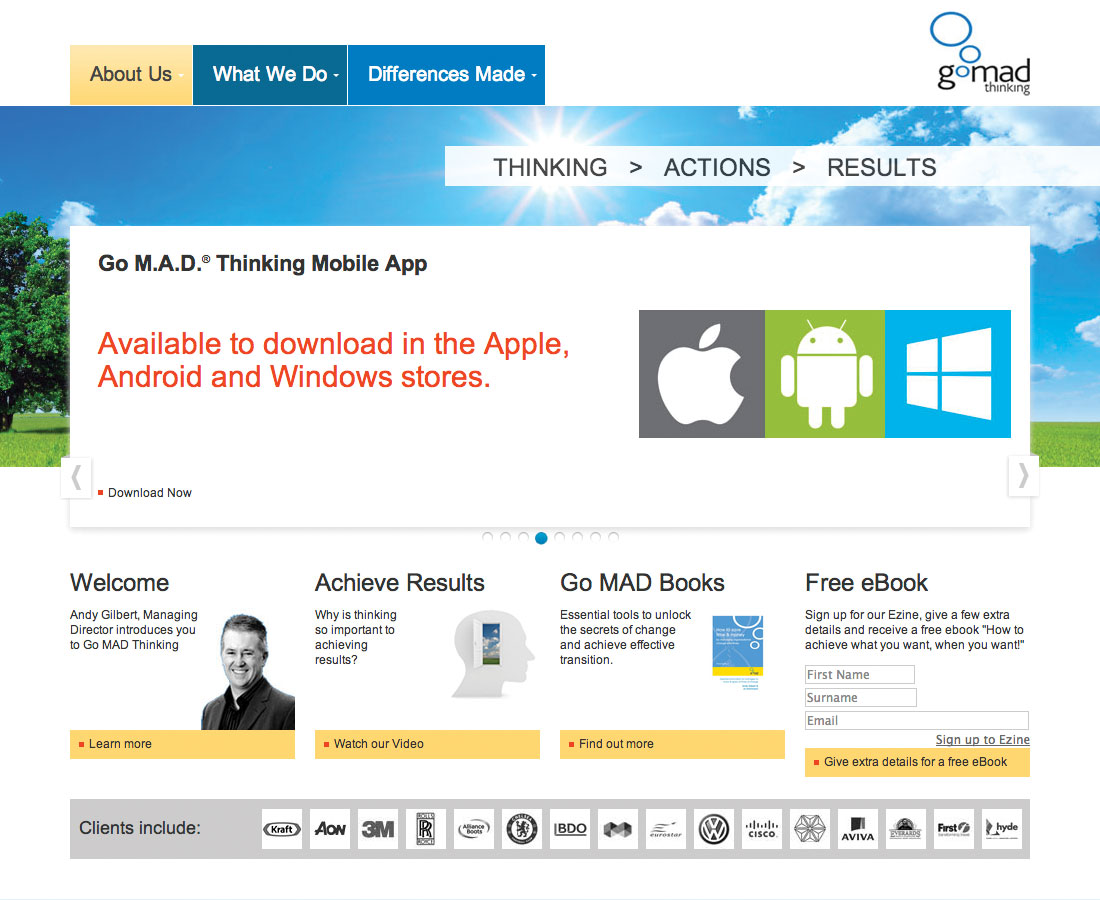 About Us
What We Do
Differences Made
gomad
thinking
THINKING > ACTIONS > RESULTS
Go M.A.D.® Thinking Mobile App
Available to download in the Apple,
Android and Windows stores.
Download Now
Welcome
Andy Gilbert, Managing
Director introduces you
to Go MAD Thinking
Learn more
Achieve Results
Why is thinking
so important to
achieving
results?
Watch our Video
Go MAD Books
Essential tools to unlock
the secrets of change
and achieve effective
transition.
Find out more
Free eBook
Sign up for our Ezine, give a few extra
details and receive a free ebook "How to
achieve what you want, when you want!"
First Name
Surname
Email
Sign up to Ezine
Give extra details for a free eBook
Clients include:
Kraft
AON
3M
ROLLS
RR
ROYCE
Alliance
Boots
IBDO
eurostar
CISCO
AVIVA
EVERARDS
First
hyde